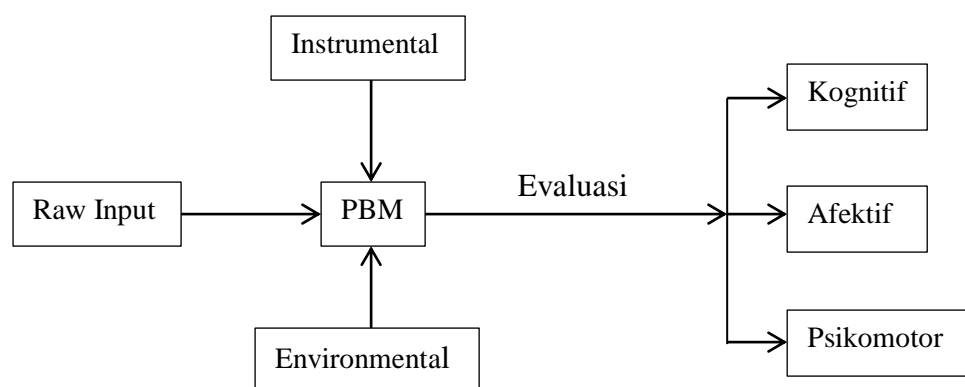 Instrumental
Kognitif
Raw Input
PBM
Evaluasi
Afektif
Environmental
Psikomotor